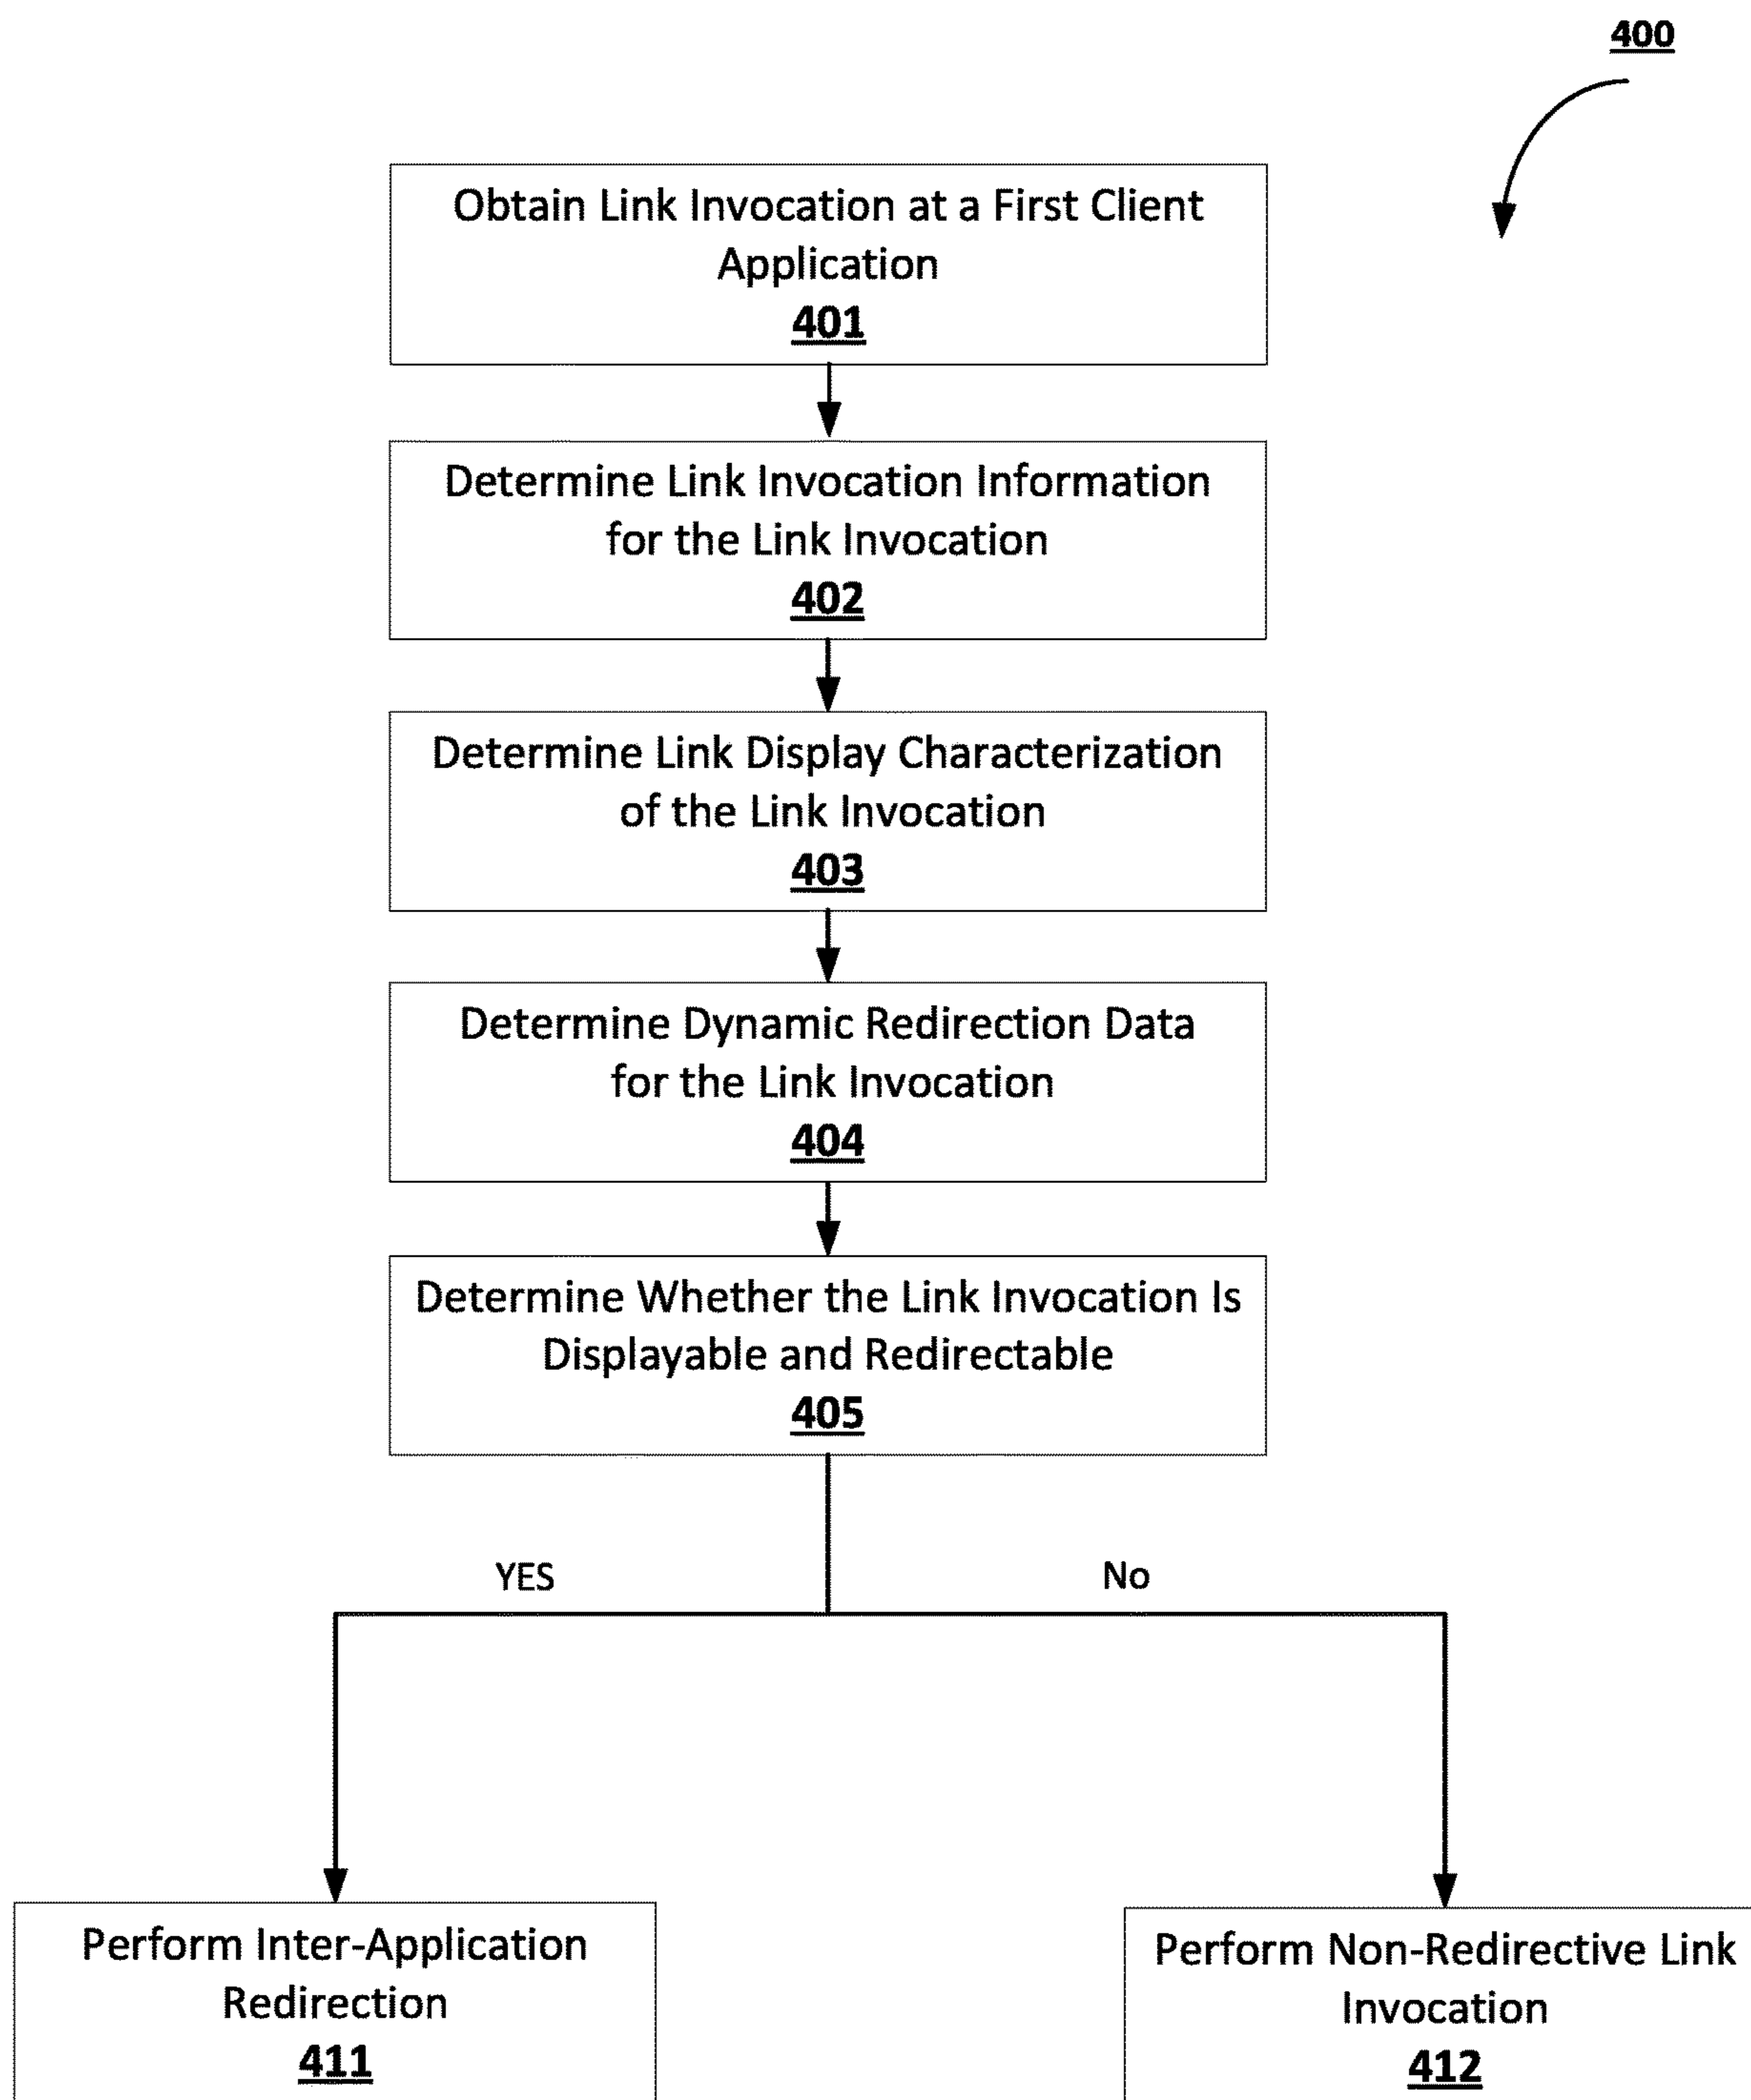 400
Obtain Link Invocation at a First Client
Application
401
Determine Link Invocation Information
for the Link Invocation
402
Determine Link Display Characterization
of the Link Invocation
403
Determine Dynamic Redirection Data
for the Link Invocation
404
Determine Whether the Link Invocation Is
Displayable and Redirectable
405
YES
No
Perform Inter-Application
Redirection
411
Perform Non-Redirective Link
Invocation
412